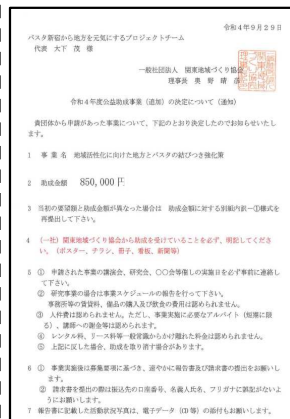 令和4年9月29日
バスタ新宿から地方を元気にするプロジェクトチーム
代表 大下 茂 様
一般社団法人 関東地域づくり協会
理事長 奥野 晴彦
令和4年度公益助成事業（追加）の決定について（通知）
貴団体から申請があった事業について、下記のとおり決定したのでお知らせいたし
ます。
1 事業名 地域活性化に向けた地方とバスタの結びつき強化策
2 助成金額 850,000円
3 当初の要望額と助成金額が異なった場合は 助成金額に対する別細内訳-①様式を
再提出して下さい。
4 (一社)関東地域づくり協会から助成を受けていることを必ず、明記してくださ
い。(ポスター、チラシ、冊子、看板、新聞等)
5 ① 申請された事業の講演会、研究会、〇〇会等催しの実施日を必ず事前に連絡し
て下さい。
② 研究事業の場合は事業スケジュールの報告を行って下さい。
事務所等の賃貸料、備品の購入及び飲食の費用は認められません。
③ 人件費は認められません。ただし、事業実施に必要なアルバイト（短期に限
る）、講師への謝金等は認められます。
④ レンタル料、リース料等一般常識からかけ離れた料金は認められません。
⑤ 上記に反した場合、助成を取り消す場合があります。
6 ① 事業実施後は募集要項に基づき、速やかに報告書及び請求書の提出をお願いし
ます。
② 請求書を提出の際は振込先の口座番号、名義人氏名、フリガナに誤記がないよ
うにお願いします。
7 報告書に記載した活動状況写真は、電子データ（CD等）の添付もお願いします。